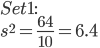 Set1:
s² = 64/10 = 6.4